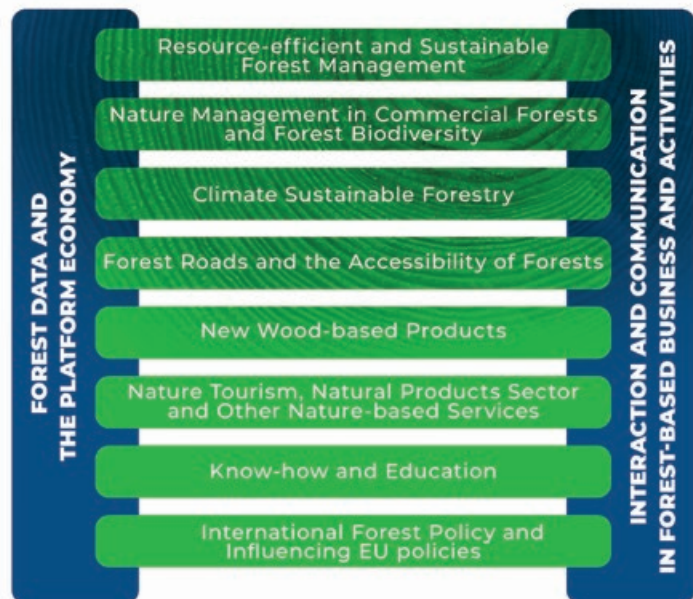 FOREST DATA AND
THE PLATFORM ECONOMY
Resource-efficient and Sustainable
Forest Management
Nature Management in Commercial Forests
and Forest Biodiversity
Climate Sustainable Forestry
Forest Roads and the Accessibility of Forests
New Wood-based Products
Nature Tourism, Natural Products Sector
and Other Nature-based Services
Know-how and Education
International Forest Policy and
Influencing EU policies
INTERACTION AND COMMUNICATION
IN FOREST-BASED BUSINESS AND ACTIVITIES